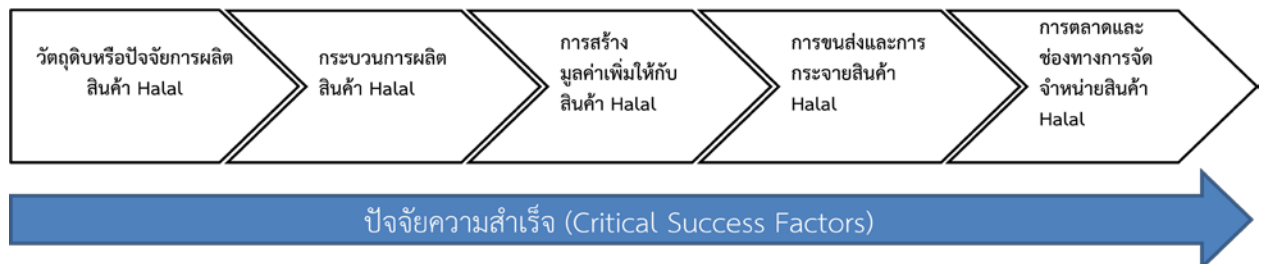 วัตถุดิบหรือปัจจัยการผลิต
สินค้า Halal
กระบวนการผลิต
สินค้า Halal
การสร้าง
มูลค่าเพิ่มให้กับ
สินค้า Halal
การขนส่งและการ
กระจายสินค้า
Halal
การตลาดและ
ช่องทางการจัด
จำหน่ายสินค้า
Halal
ปัจจัยความสำเร็จ (Critical Success Factors)